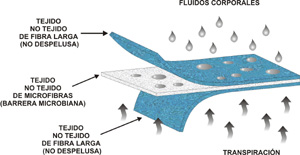 FLUIDOS CORPORALES
TEJIDO
NO TEJIDO
DE FIBRA LARGA
(NO DESPELUSA)
TEJIDO
NO TEJIDO
DE MICROFIBRAS
(BARRERA MICROBIANA)
TEJIDO
NO TEJIDO
DE FIBRA LARGA
(NO DESPELUSA)
TRANSPIRACIÓN